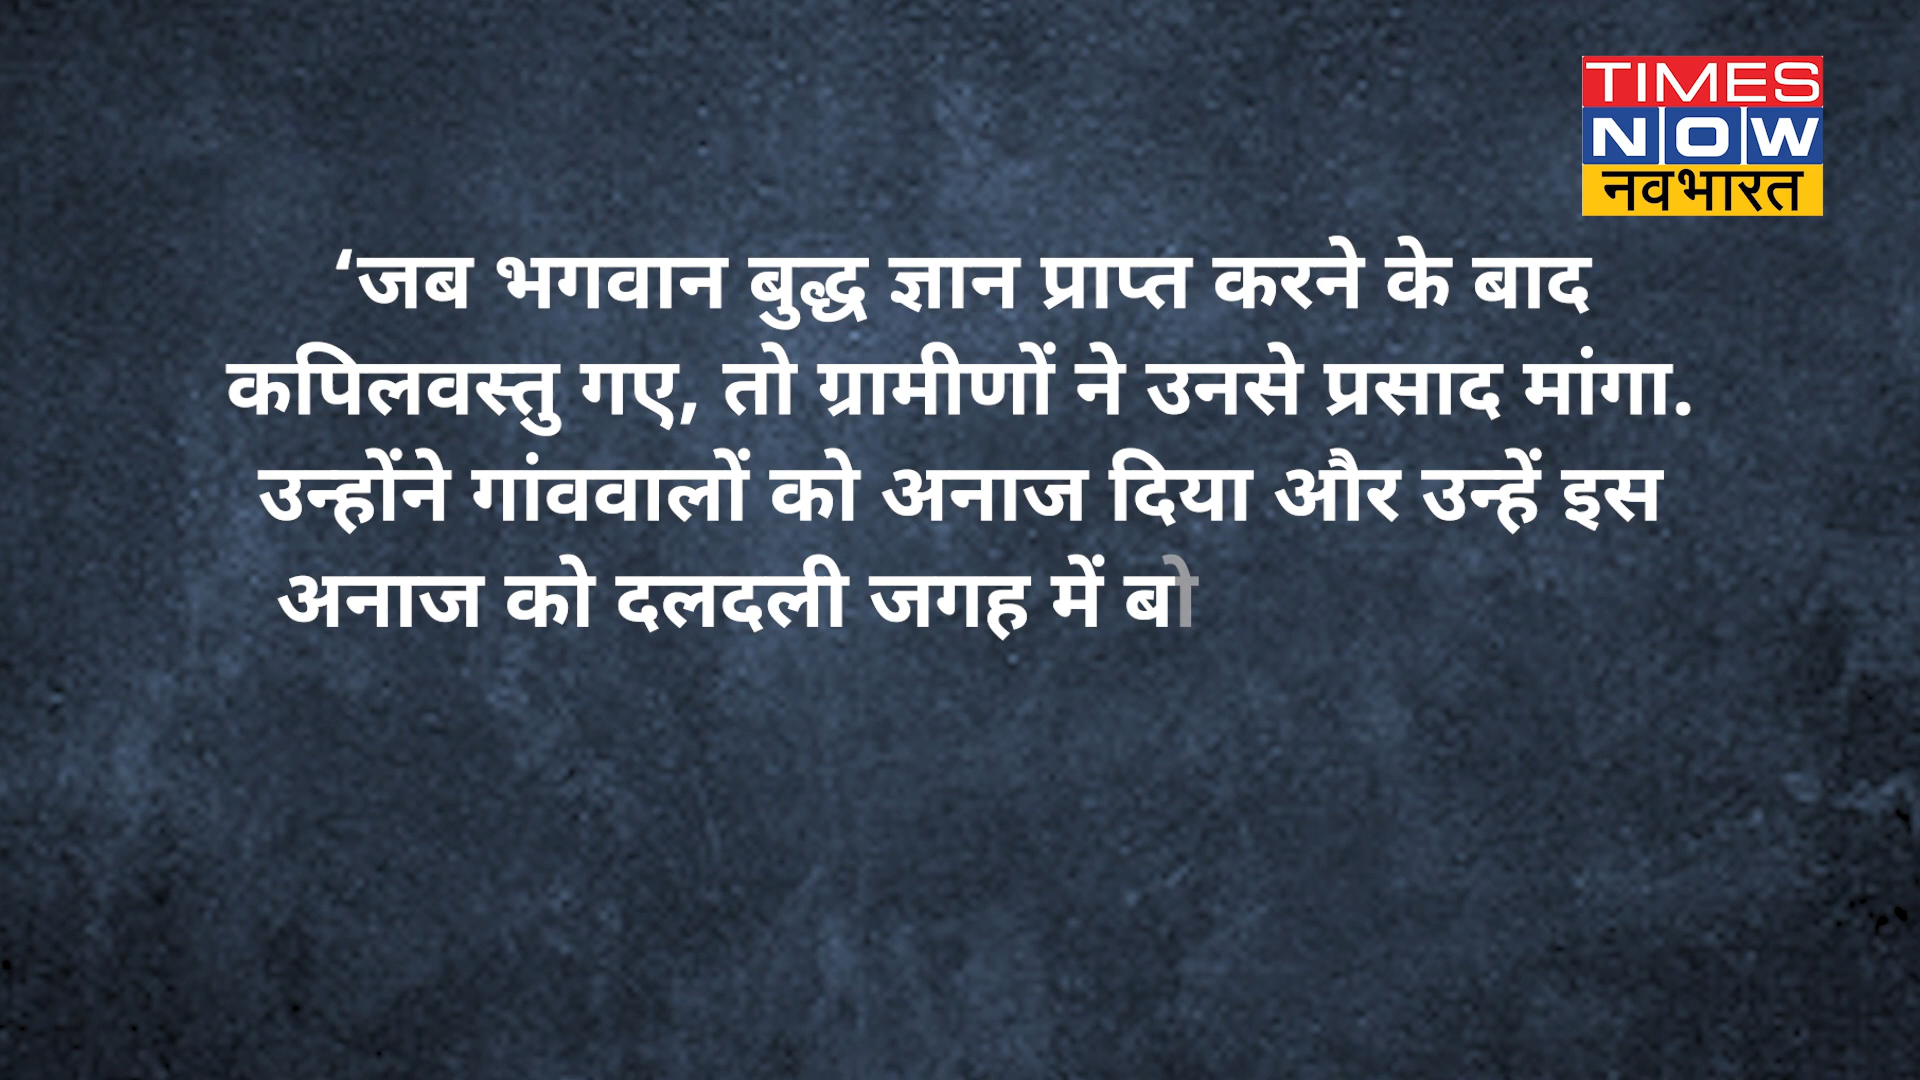 TIMES
NOW
नवभारत
‘जब भगवान बुद्ध ज्ञान प्राप्त करने के बाद
कपिलवस्तु गए, तो ग्रामीणों ने उनसे प्रसाद मांगा.
उन्होंने गांववालों को अनाज दिया और उन्हें इस
अनाज को दलदली जगह में बो